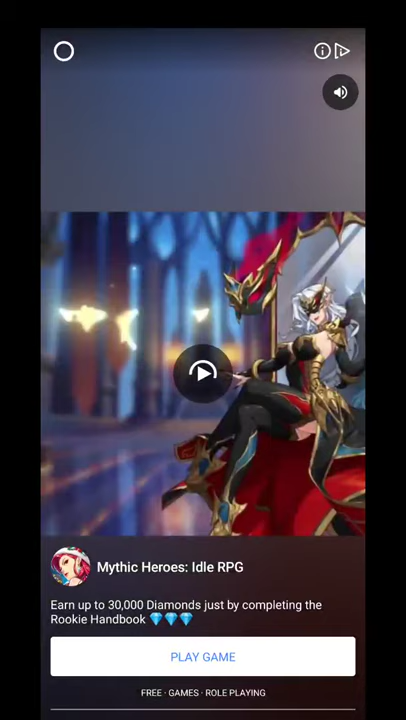 Mythic Heroes: Idle RPG
Earn up to 30,000 Diamonds just by completing the
Rookie Handbook 💎💎💎
PLAY GAME
FREE · GAMES · ROLE PLAYING